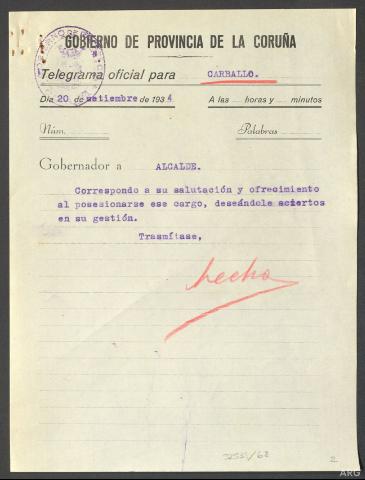 GOBIERNO DE PROVINCIA DE LA CORUÑA
Telegrama oficial para CARBALLO.
Día 20 de setiembre de 1934 A las horas y minutos
Núm. Palabras
Gobernador a ALCALDE.
Correspondo a su salutación y ofrecimiento
al posesionarse ese cargo, deseándole aciertos
en su gestión.
Trasmítase,
hecho
2
ARG